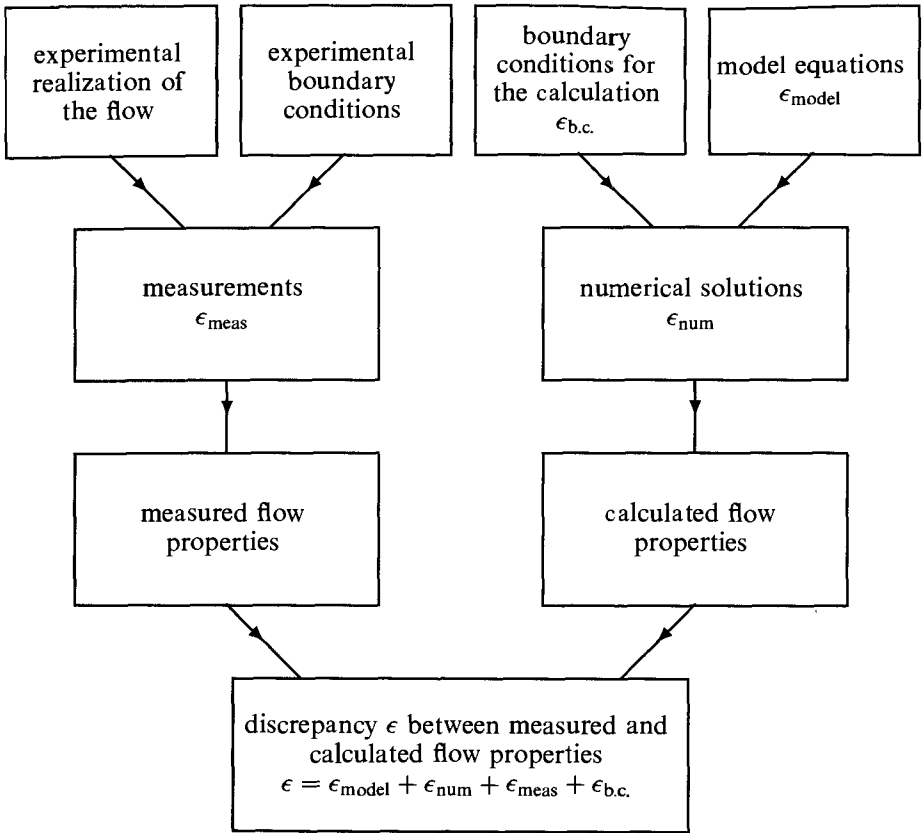 experimental
realization of
the flow
experimental
boundary
conditions
boundary
conditions for
the calculation
ϵb.c.
model equations
ϵmodel
measurements
ϵmeas
numerical solutions
ϵnum
measured flow
properties
calculated flow
properties
discrepancy ϵ between measured and
calculated flow properties
ϵ = ϵmodel + ϵnum + ϵmeas + ϵb.c.